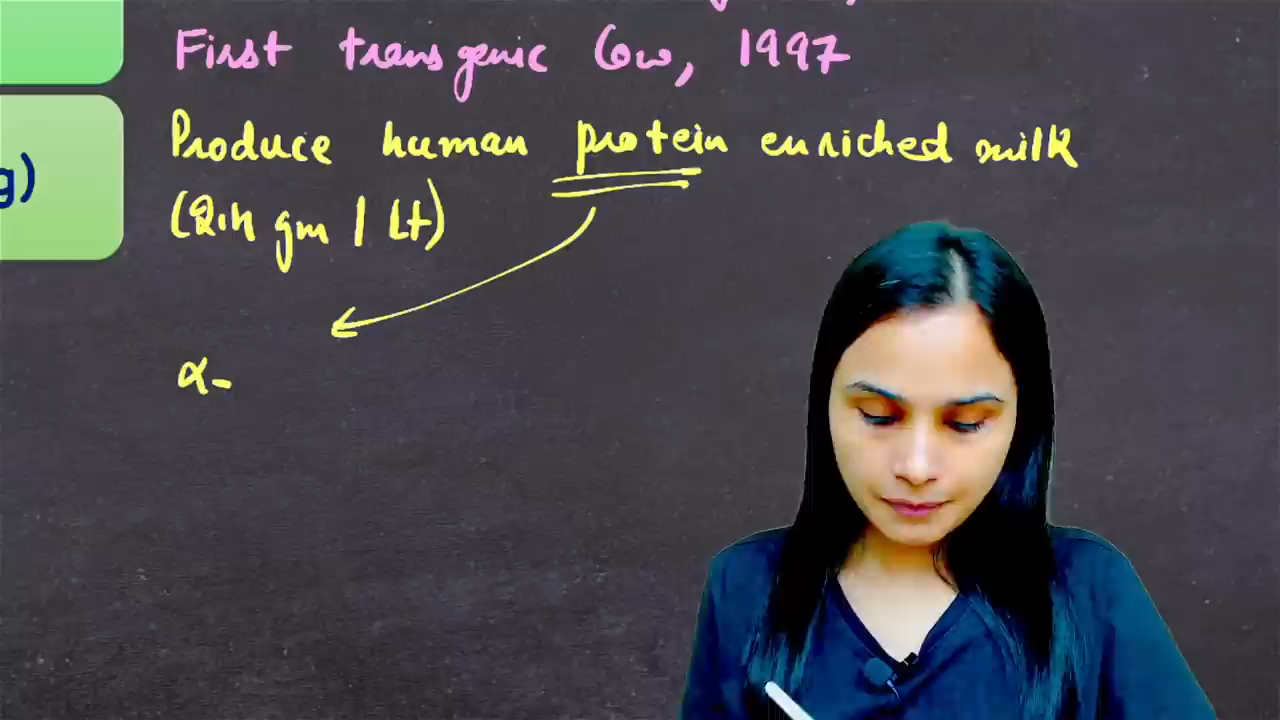 First transgenic Cow, 1997
Produce human protein enriched milk
g)
(2.4 gm / Lt)
α-